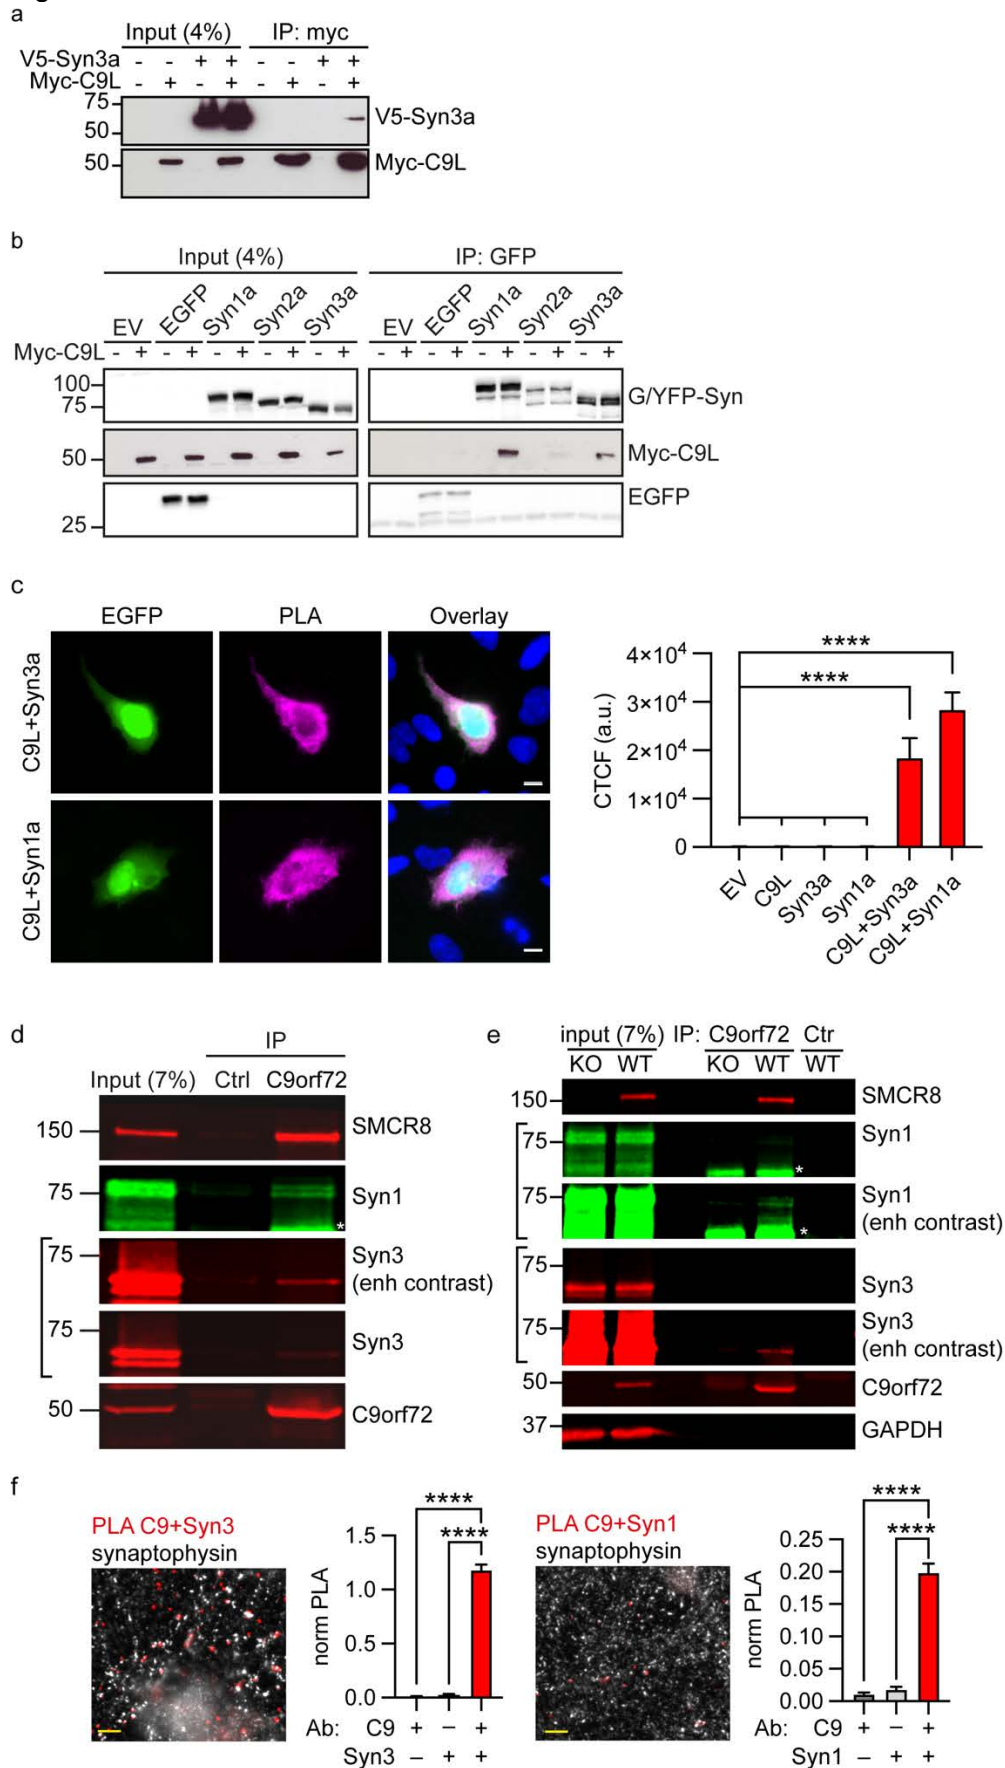 a
Input (4%) IP: myc
V5-Syn3a - - + + - - + +
Myc-C9L - + - + - + - +
75
50
V5-Syn3a
50
Myc-C9L
b
Input (4%) IP: GFP
EV EGFP Syn1a Syn2a Syn3a EV EGFP Syn1a Syn2a Syn3a
Myc-C9L - + - + - + - + - + - + - + - + - + - +
100
75
G/YFP-Syn
50
Myc-C9L
EGFP
25
c
EGFP PLA Overlay
C9L+Syn3a
C9L+Syn1a
CTCF (a.u.)
4×10⁴
3×10⁴
2×10⁴
1×10⁴
0
****
****
EV C9L Syn3a Syn1a C9L+Syn3a C9L+Syn1a
d
IP
Input (7%) Ctrl C9orf72
150 SMCR8
75 Syn1
*
75 Syn3
(enh contrast)
75 Syn3
50 C9orf72
e
input (7%) IP: C9orf72 Ctr
KO WT KO WT WT
150 SMCR8
75 Syn1
*
75 Syn1
(enh contrast)
*
75 Syn3
75 Syn3
(enh contrast)
50 C9orf72
37 GAPDH
f
PLA C9+Syn3
synaptophysin
norm PLA
1.5
1.0
0.5
0.0
****
****
Ab: C9 + – +
Syn3 – + +
PLA C9+Syn1
synaptophysin
norm PLA
0.25
0.20
0.15
0.10
0.05
0.00
****
****
C9 + – +
Syn1 – + +